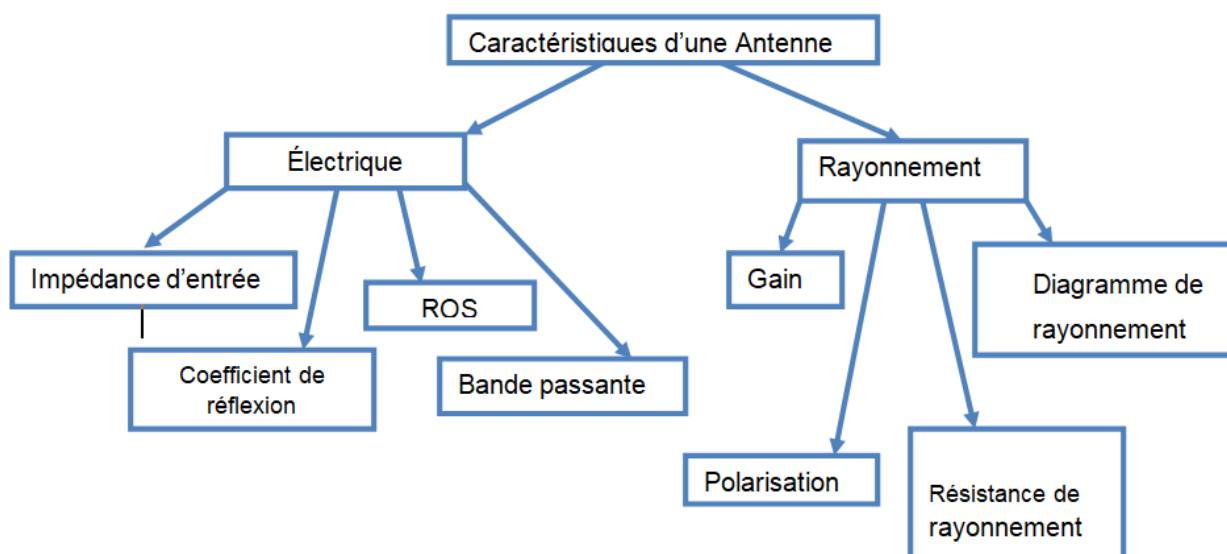 Caractéristiques d’une Antenne
Électrique
Rayonnement
Impédance d’entrée
ROS
Gain
Diagramme de
rayonnement
Coefficient de
réflexion
Bande passante
Polarisation
Résistance de
rayonnement